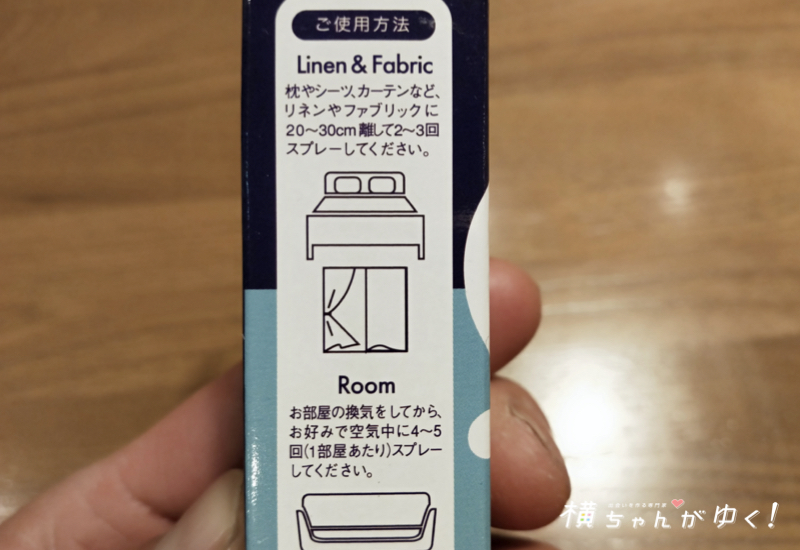 ご使用方法
Linen & Fabric
枕やシーツ、カーテンなど、
リネンやファブリックに
20〜30cm離して2〜3回
スプレーしてください。
Room
お部屋の換気をしてから、
お好みで空気中に4〜5
回(1部屋あたり)スプレー
してください。
横ちゃんがゆく!